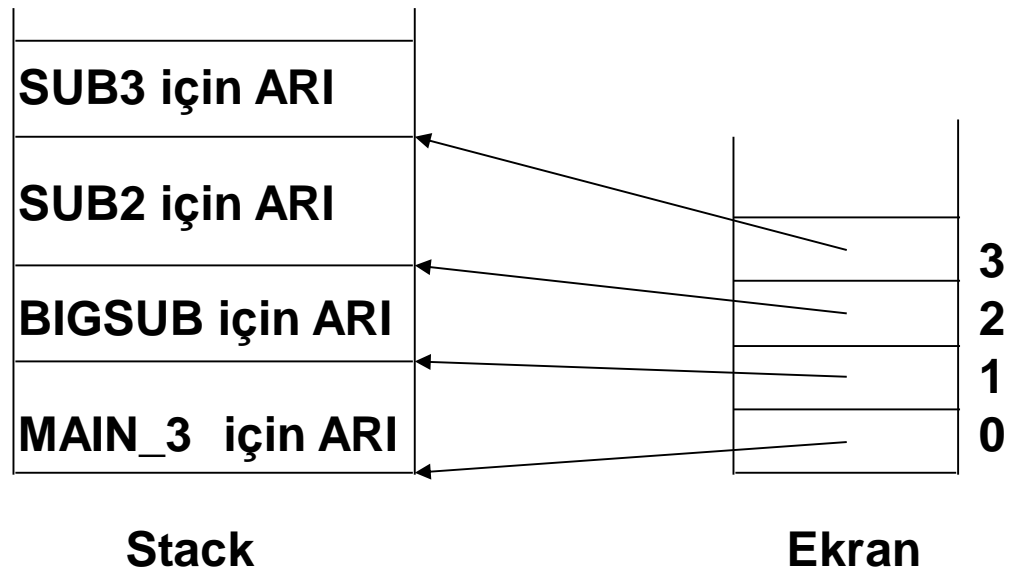 SUB3 için ARI
SUB2 için ARI
BIGSUB için ARI
MAIN_3 için ARI
3
2
1
0
Stack
Ekran